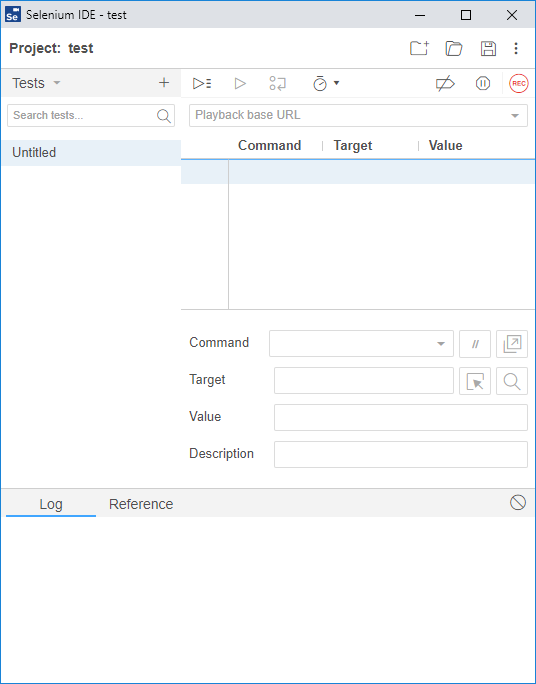 Se Selenium IDE - test
Project: test
Tests
REC
Search tests...
Playback base URL
Untitled
Command Target Value
Command
//
Target
Value
Description
Log Reference